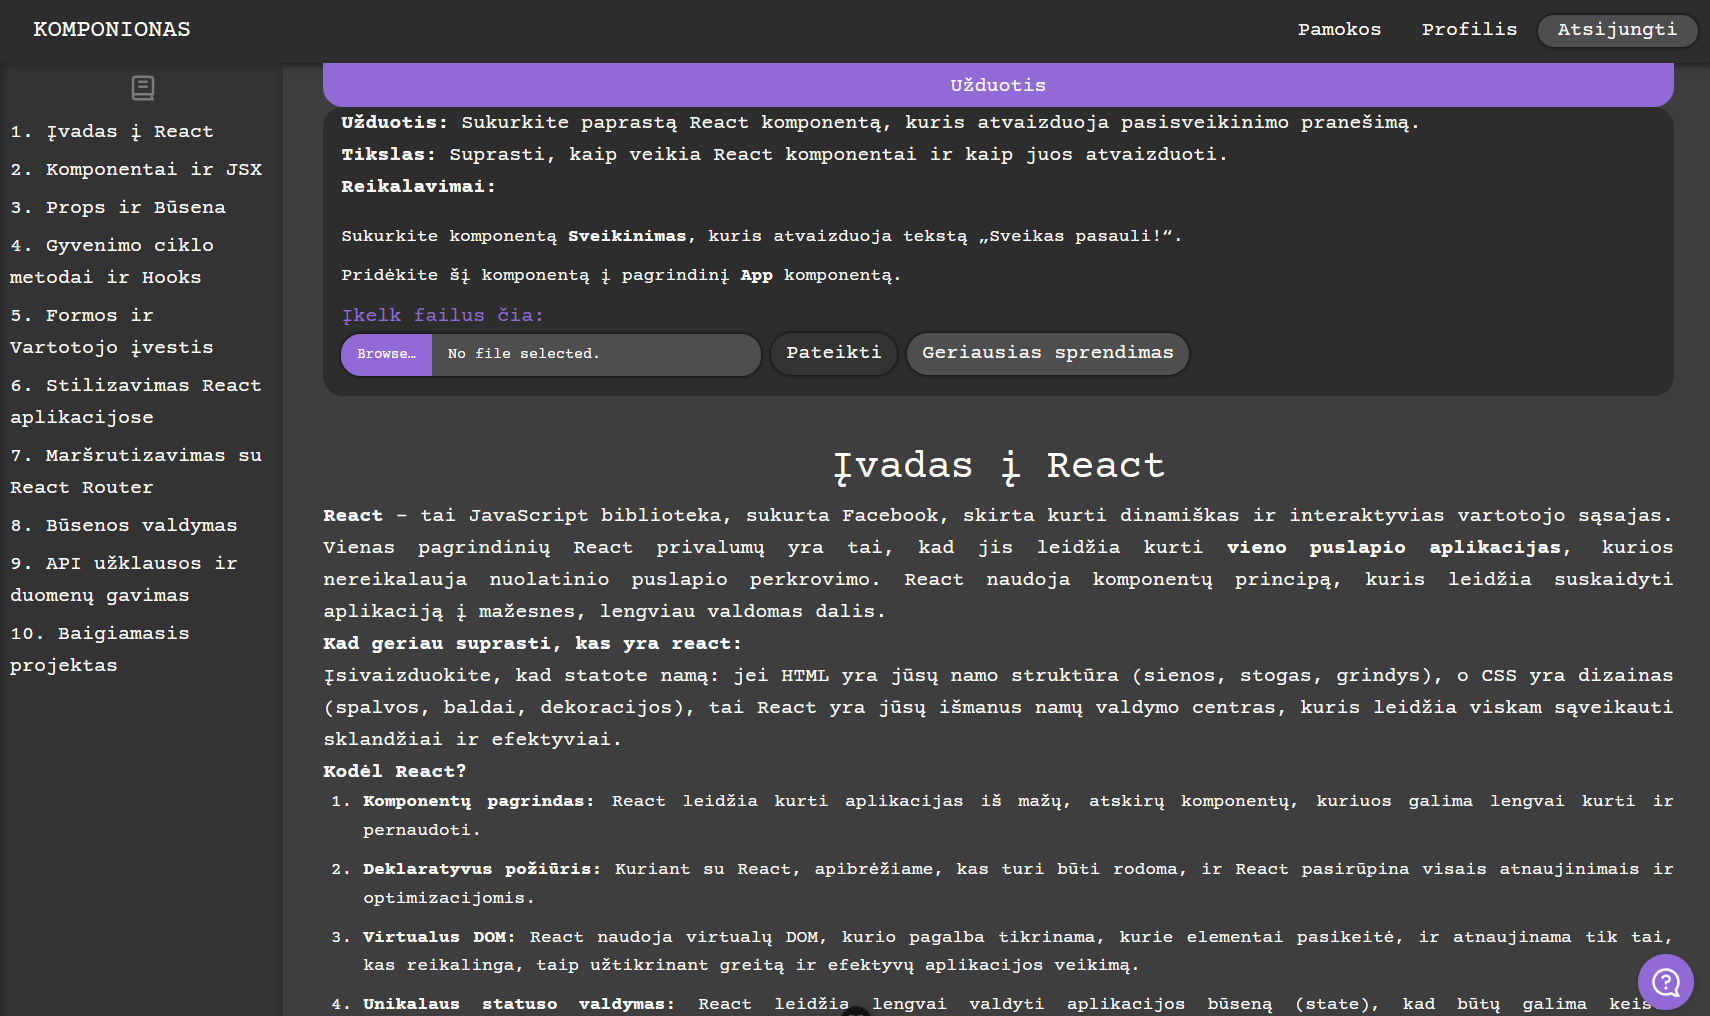 KOMPONIONAS
Pamokos
Profilis
Atsijungti
1. Įvadas į React
2. Komponentai ir JSX
3. Props ir Būsena
4. Gyvenimo ciklo
metodai ir Hooks
5. Formos ir
Vartotojo įvestis
6. Stilizavimas React
aplikacijose
7. Maršrutizavimas su
React Router
8. Būsenos valdymas
9. API užklausos ir
duomenų gavimas
10. Baigiamasis
projektas
Užduotis
Užduotis: Sukurkite paprastą React komponentą, kuris atvaizduoja pasisveikinimo pranešimą.
Tikslas: Suprasti, kaip veikia React komponentai ir kaip juos atvaizduoti.
Reikalavimai:
Sukurkite komponentą Sveikinimas, kuris atvaizduoja tekstą „Sveikas pasauli!“.
Pridėkite šį komponentą į pagrindinį App komponentą.
Įkelk failus čia:
Browse…
No file selected.
Pateikti
Geriausias sprendimas
Įvadas į React
React – tai JavaScript biblioteka, sukurta Facebook, skirta kurti dinamiškas ir interaktyvias vartotojo sąsajas.
Vienas pagrindinių React privalumų yra tai, kad jis leidžia kurti vieno puslapio aplikacijas, kurios
nereikalauja nuolatinio puslapio perkrovimo. React naudoja komponentų principą, kuris leidžia suskaidyti
aplikaciją į mažesnes, lengviau valdomas dalis.
Kad geriau suprasti, kas yra react:
Įsivaizduokite, kad statote namą: jei HTML yra jūsų namo struktūra (sienos, stogas, grindys), o CSS yra dizainas
(spalvos, baldai, dekoracijos), tai React yra jūsų išmanus namų valdymo centras, kuris leidžia viskam sąveikauti
sklandžiai ir efektyviai.
Kodėl React?
1. Komponentų pagrindas: React leidžia kurti aplikacijas iš mažų, atskirų komponentų, kuriuos galima lengvai kurti ir
pernaudoti.
2. Deklaratyvus požiūris: Kuriant su React, apibrėžiame, kas turi būti rodoma, ir React pasirūpina visais atnaujinimais ir
optimizacijomis.
3. Virtualus DOM: React naudoja virtualų DOM, kurio pagalba tikrinama, kurie elementai pasikeitė, ir atnaujinama tik tai,
kas reikalinga, taip užtikrinant greitą ir efektyvų aplikacijos veikimą.
4. Unikalaus statuso valdymas: React leidžia lengvai valdyti aplikacijos būseną (state), kad būtų galima